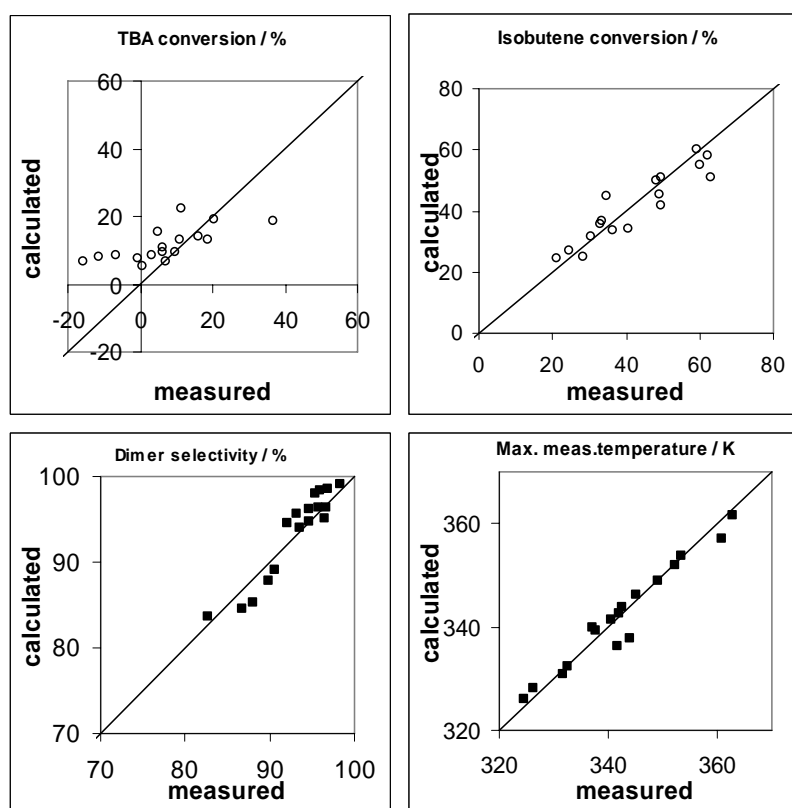 TBA conversion / %
60
40
20
0
-20
-20 0 20 40 60
calculated
measured
Isobutene conversion / %
80
60
40
20
0
0 20 40 60 80
calculated
measured
Dimer selectivity / %
100
90
80
70
70 80 90 100
calculated
measured
Max. meas.temperature / K
360
340
320
320 340 360
calculated
measured